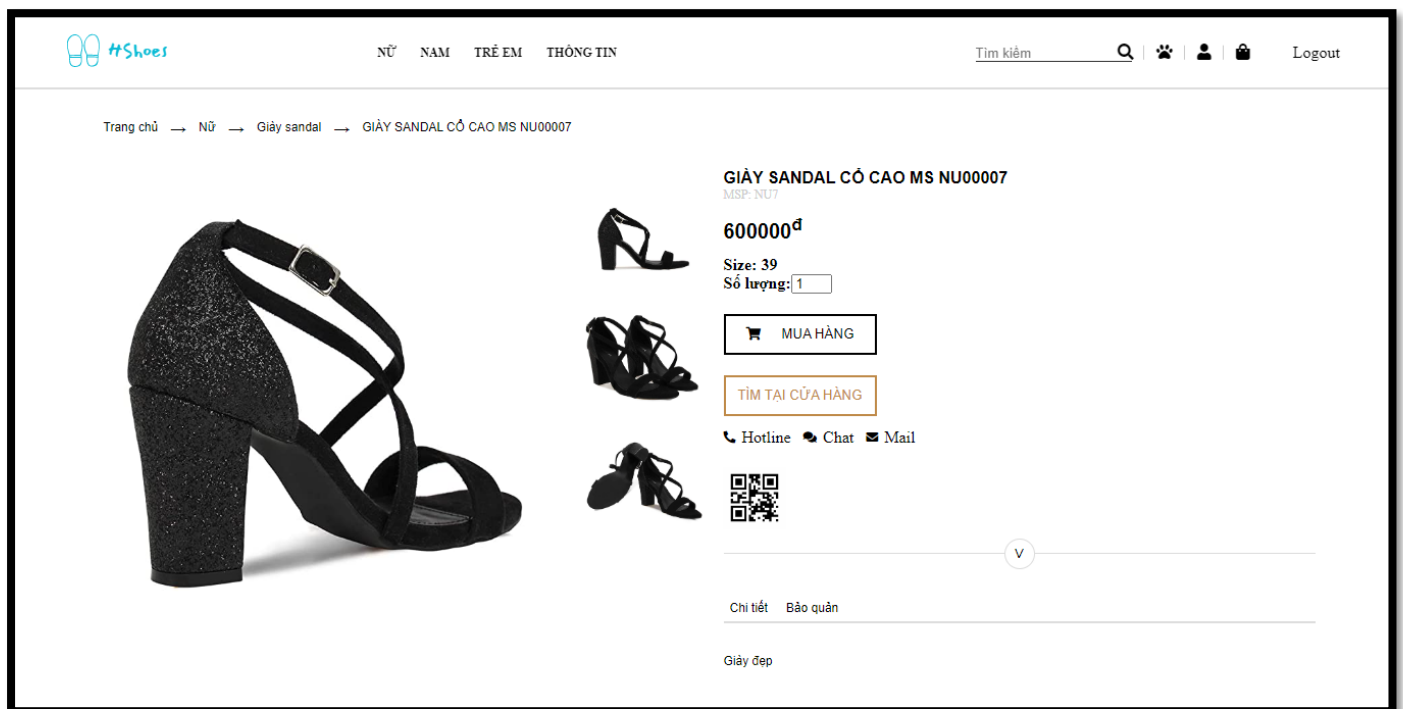 HShoes
NỮ NAM TRẺ EM THÔNG TIN
Tìm kiếm
Logout
Trang chủ → Nữ → Giày sandal → GIÀY SANDAL CỔ CAO MS NU00007
GIÀY SANDAL CỔ CAO MS NU00007
MSP: NU7
600000đ
Size: 39
Số lượng: 1
MUA HÀNG
TÌM TẠI CỬA HÀNG
Hotline Chat Mail
V
Chi tiết Bảo quản
Giày đẹp